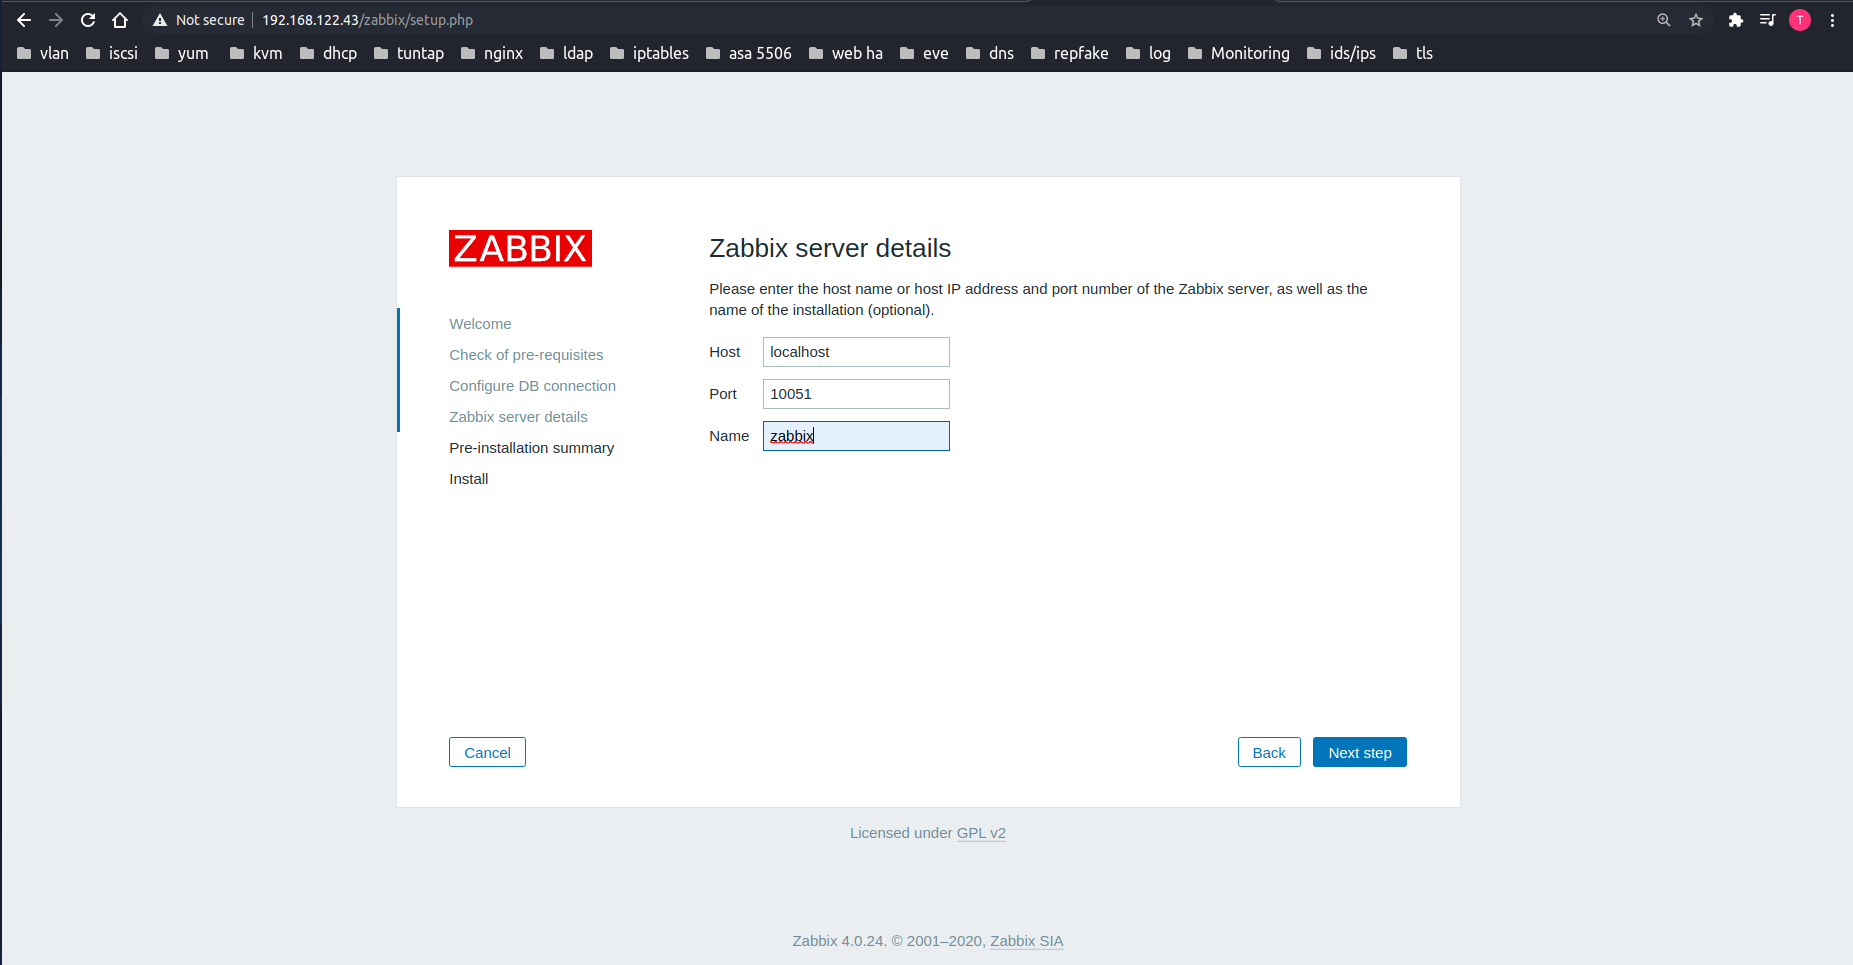 Not secure | 192.168.122.43/zabbix/setup.php
T
vlan iscsi yum kvm dhcp tuntap nginx ldap iptables asa 5506 web ha eve dns repfake log Monitoring ids/ips tls
ZABBIX
Welcome
Check of pre-requisites
Configure DB connection
Zabbix server details
Pre-installation summary
Install
Zabbix server details
Please enter the host name or host IP address and port number of the Zabbix server, as well as the
name of the installation (optional).
Host localhost
Port 10051
Name zabbix
Cancel Back Next step
Licensed under GPL v2
Zabbix 4.0.24. © 2001–2020, Zabbix SIA